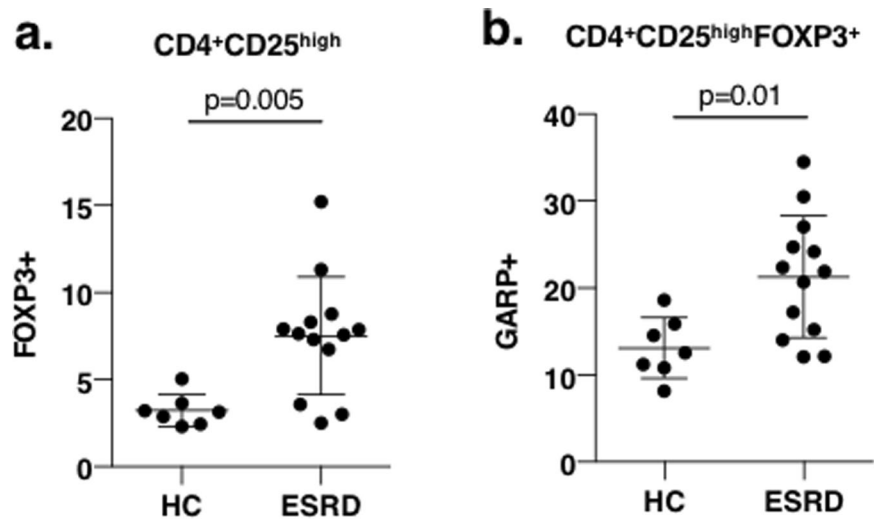 a.
CD4⁺CD25ʰⁱᵍʰ
p=0.005
20
15
10
5
0
FOXP3+
HC
ESRD
b.
CD4⁺CD25ʰⁱᵍʰFOXP3⁺
p=0.01
40
30
20
10
0
GARP+
HC
ESRD